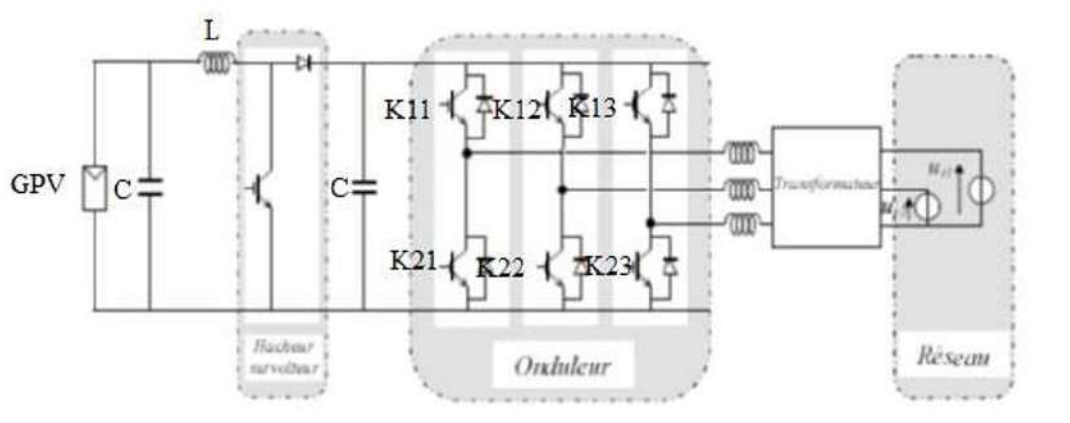 L
K11
K12
K13
GPV
C
C
Transformateur
K21
K22
K23
Hacheur
survolteur
Onduleur
Réseau